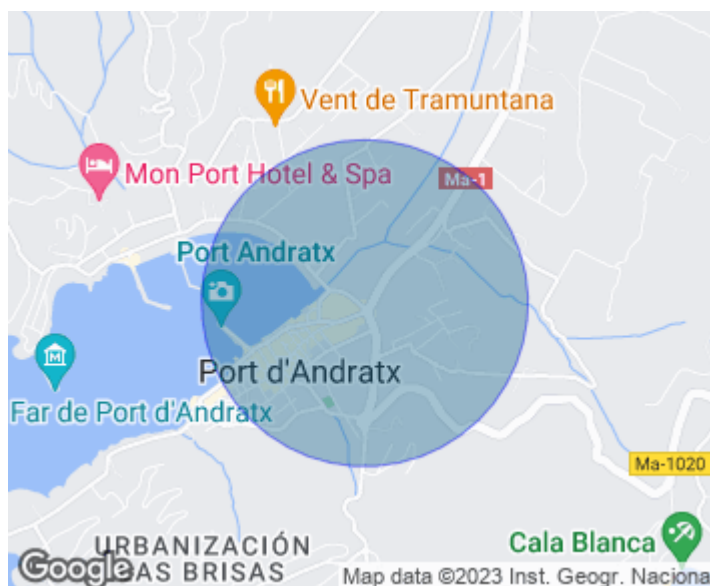 Vent de Tramuntana
Mon Port Hotel & Spa
Ma-1
Port Andratx
Port d'Andratx
Far de Port d'Andratx
Ma-1020
URBANIZACIÓN
GAS BRISAS
Cala Blanca
Google
Map data ©2023 Inst. Geogr. Naciona